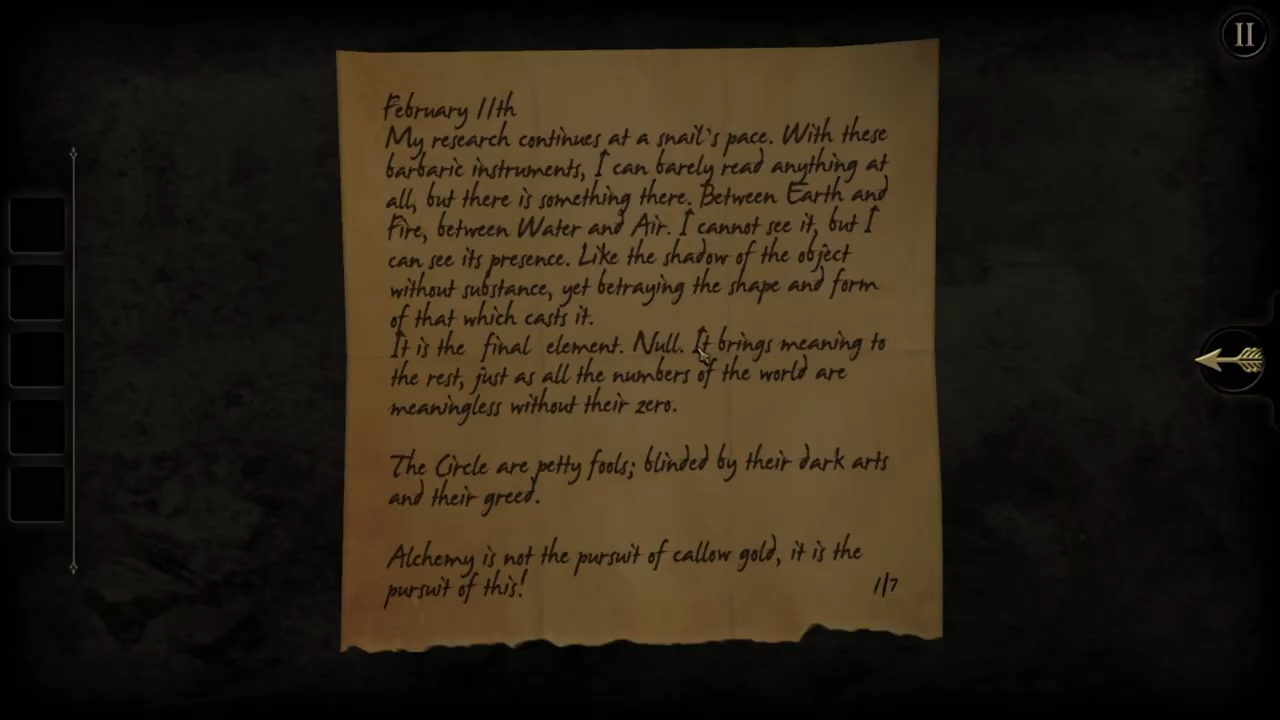 II
February 11th
My research continues at a snail's pace. With these
barbaric instruments, I can barely read anything at
all, but there is something there. Between Earth and
Fire, between Water and Air. I cannot see it, but I
can see its presence. Like the shadow of the object
without substance, yet betraying the shape and form
of that which casts it.
It is the final element. Null. It brings meaning to
the rest, just as all the numbers of the world are
meaningless without their zero.
The Circle are petty fools; blinded by their dark arts
and their greed.
Alchemy is not the pursuit of callow gold, it is the
pursuit of this!
1/7